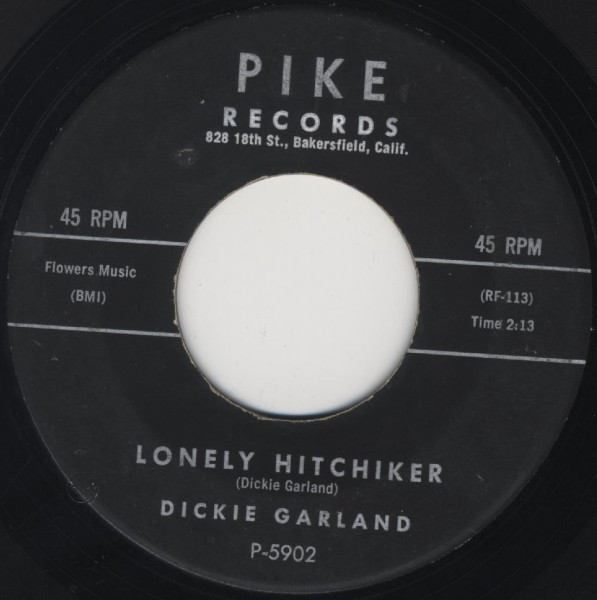 PIKE
RECORDS
828 18th St., Bakersfield, Calif.
45 RPM
Flowers Music
(BMI)
45 RPM
(RF-113)
Time 2:13
LONELY HITCHIKER
(Dickie Garland)
DICKIE GARLAND
P-5902